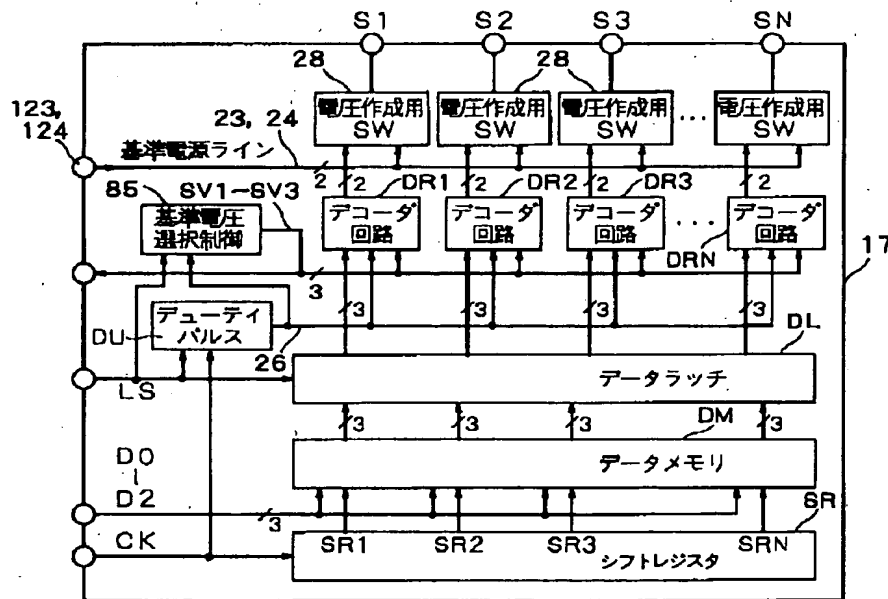 S1 S2 S3 SN
28 28
電圧作成用 SW
電圧作成用 SW
電圧作成用 SW
...
電圧作成用 SW
123, 124
23, 24
基準電源ライン
2 2 2 2 2
DR1 DR2 DR3
85
SV1~SV3
基準電圧
選択制御
デコーダ
回路
デコーダ
回路
デコーダ
回路
...
デコーダ
回路
DRN
17
3
3 3 3 3
デューティ
パルス
DU
26
DL
LS
データラッチ
3 3 3 3
DM
D0
~
D2
データメモリ
3
SR
CK
SR1 SR2 SR3 SRN
シフトレジスタ